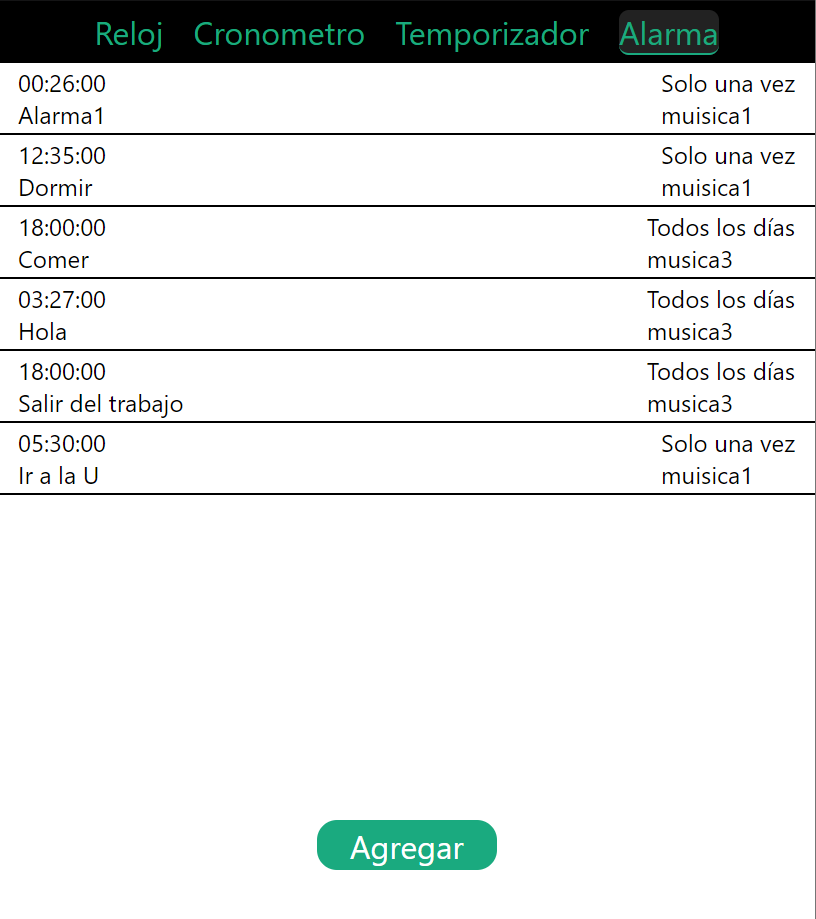 Reloj Cronometro Temporizador Alarma
00:26:00 Solo una vez
Alarma1 muisica1
12:35:00 Solo una vez
Dormir muisica1
18:00:00 Todos los días
Comer musica3
03:27:00 Todos los días
Hola musica3
18:00:00 Todos los días
Salir del trabajo musica3
05:30:00 Solo una vez
Ir a la U muisica1
Agregar